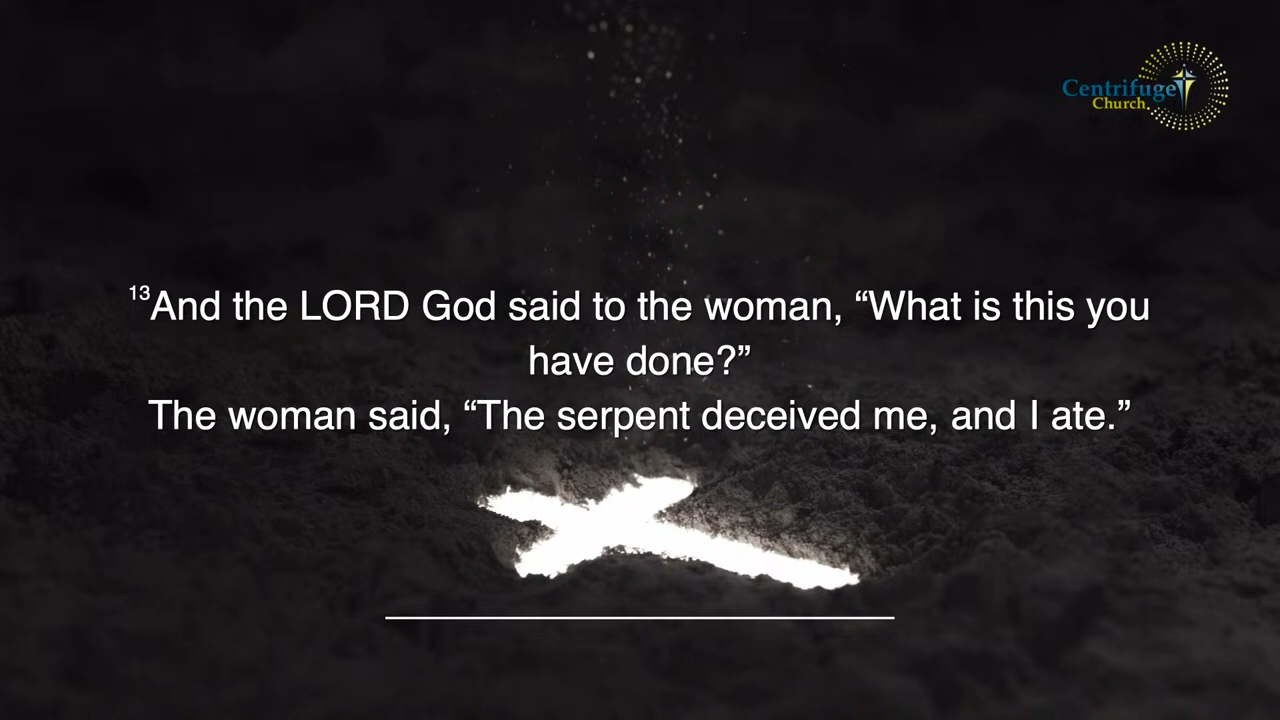 Centrifuge
Church
13And the LORD God said to the woman, “What is this you
have done?”
The woman said, “The serpent deceived me, and I ate.”